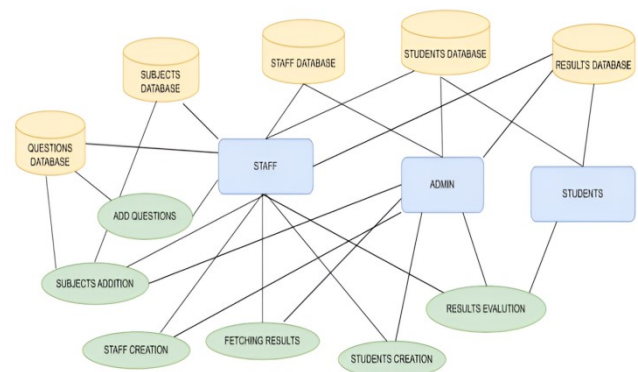 STUDENTS DATABASE
STAFF DATABASE
RESULTS DATABASE
SUBJECTS
DATABASE
QUESTIONS
DATABASE
STAFF
ADMIN
STUDENTS
ADD QUESTIONS
SUBJECTS ADDITION
RESULTS EVALUTION
STAFF CREATION
FETCHING RESULTS
STUDENTS CREATION